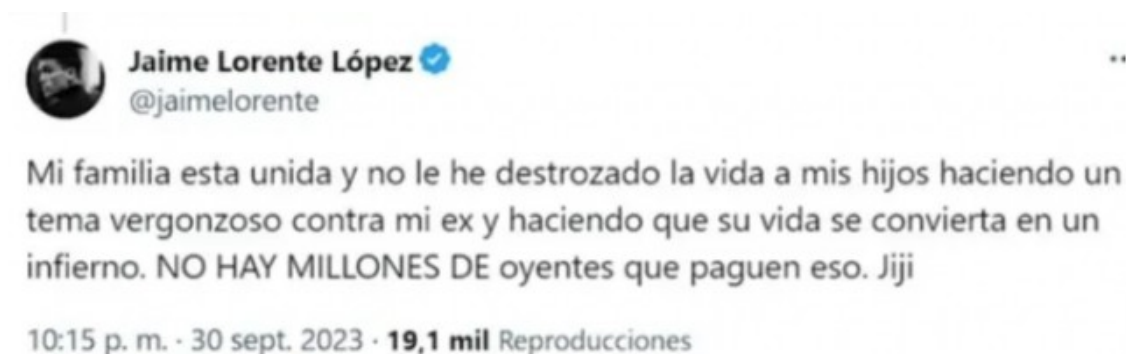 Jaime Lorente López
@jaimelorente
Mi familia esta unida y no le he destrozado la vida a mis hijos haciendo un
tema vergonzoso contra mi ex y haciendo que su vida se convierta en un
infierno. NO HAY MILLONES DE oyentes que paguen eso. Jiji
10:15 p. m. · 30 sept. 2023 · 19,1 mil Reproducciones